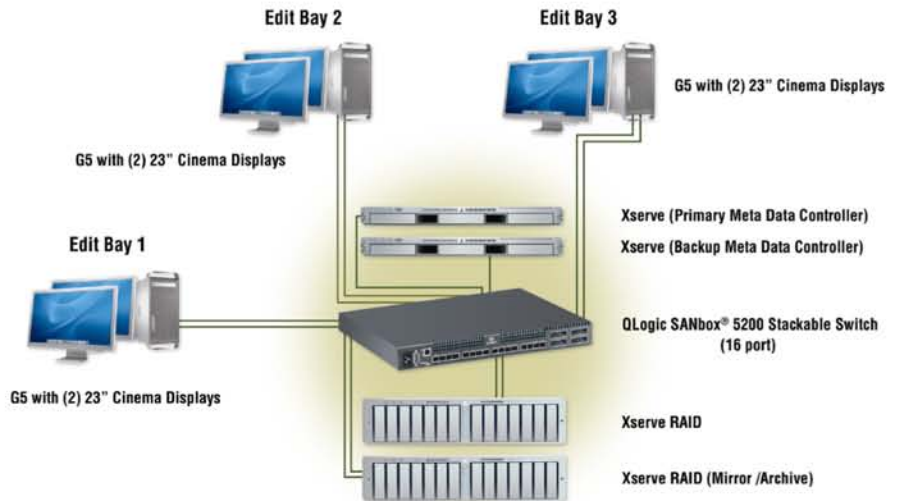 Edit Bay 2
Edit Bay 3
G5 with (2) 23” Cinema Displays
G5 with (2) 23” Cinema Displays
Xserve (Primary Meta Data Controller)
Edit Bay 1
Xserve (Backup Meta Data Controller)
QLogic SANbox® 5200 Stackable Switch
(16 port)
G5 with (2) 23” Cinema Displays
Xserve RAID
Xserve RAID (Mirror /Archive)